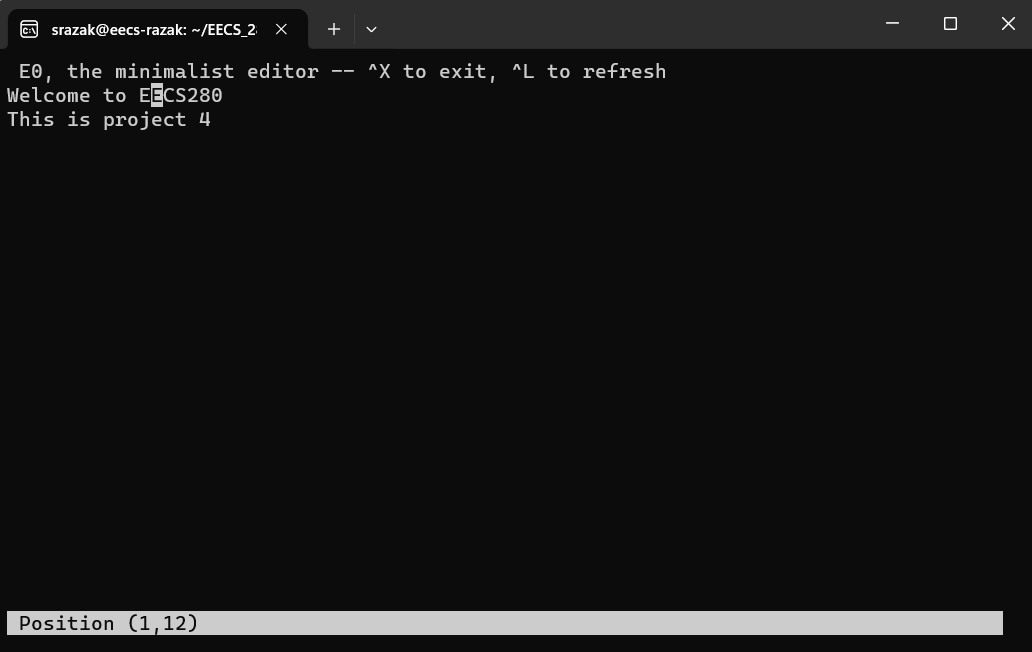 srazak@eecs-razak: ~/EECS_2
E0, the minimalist editor -- ^X to exit, ^L to refresh
Welcome to EECS280
This is project 4
Position (1,12)